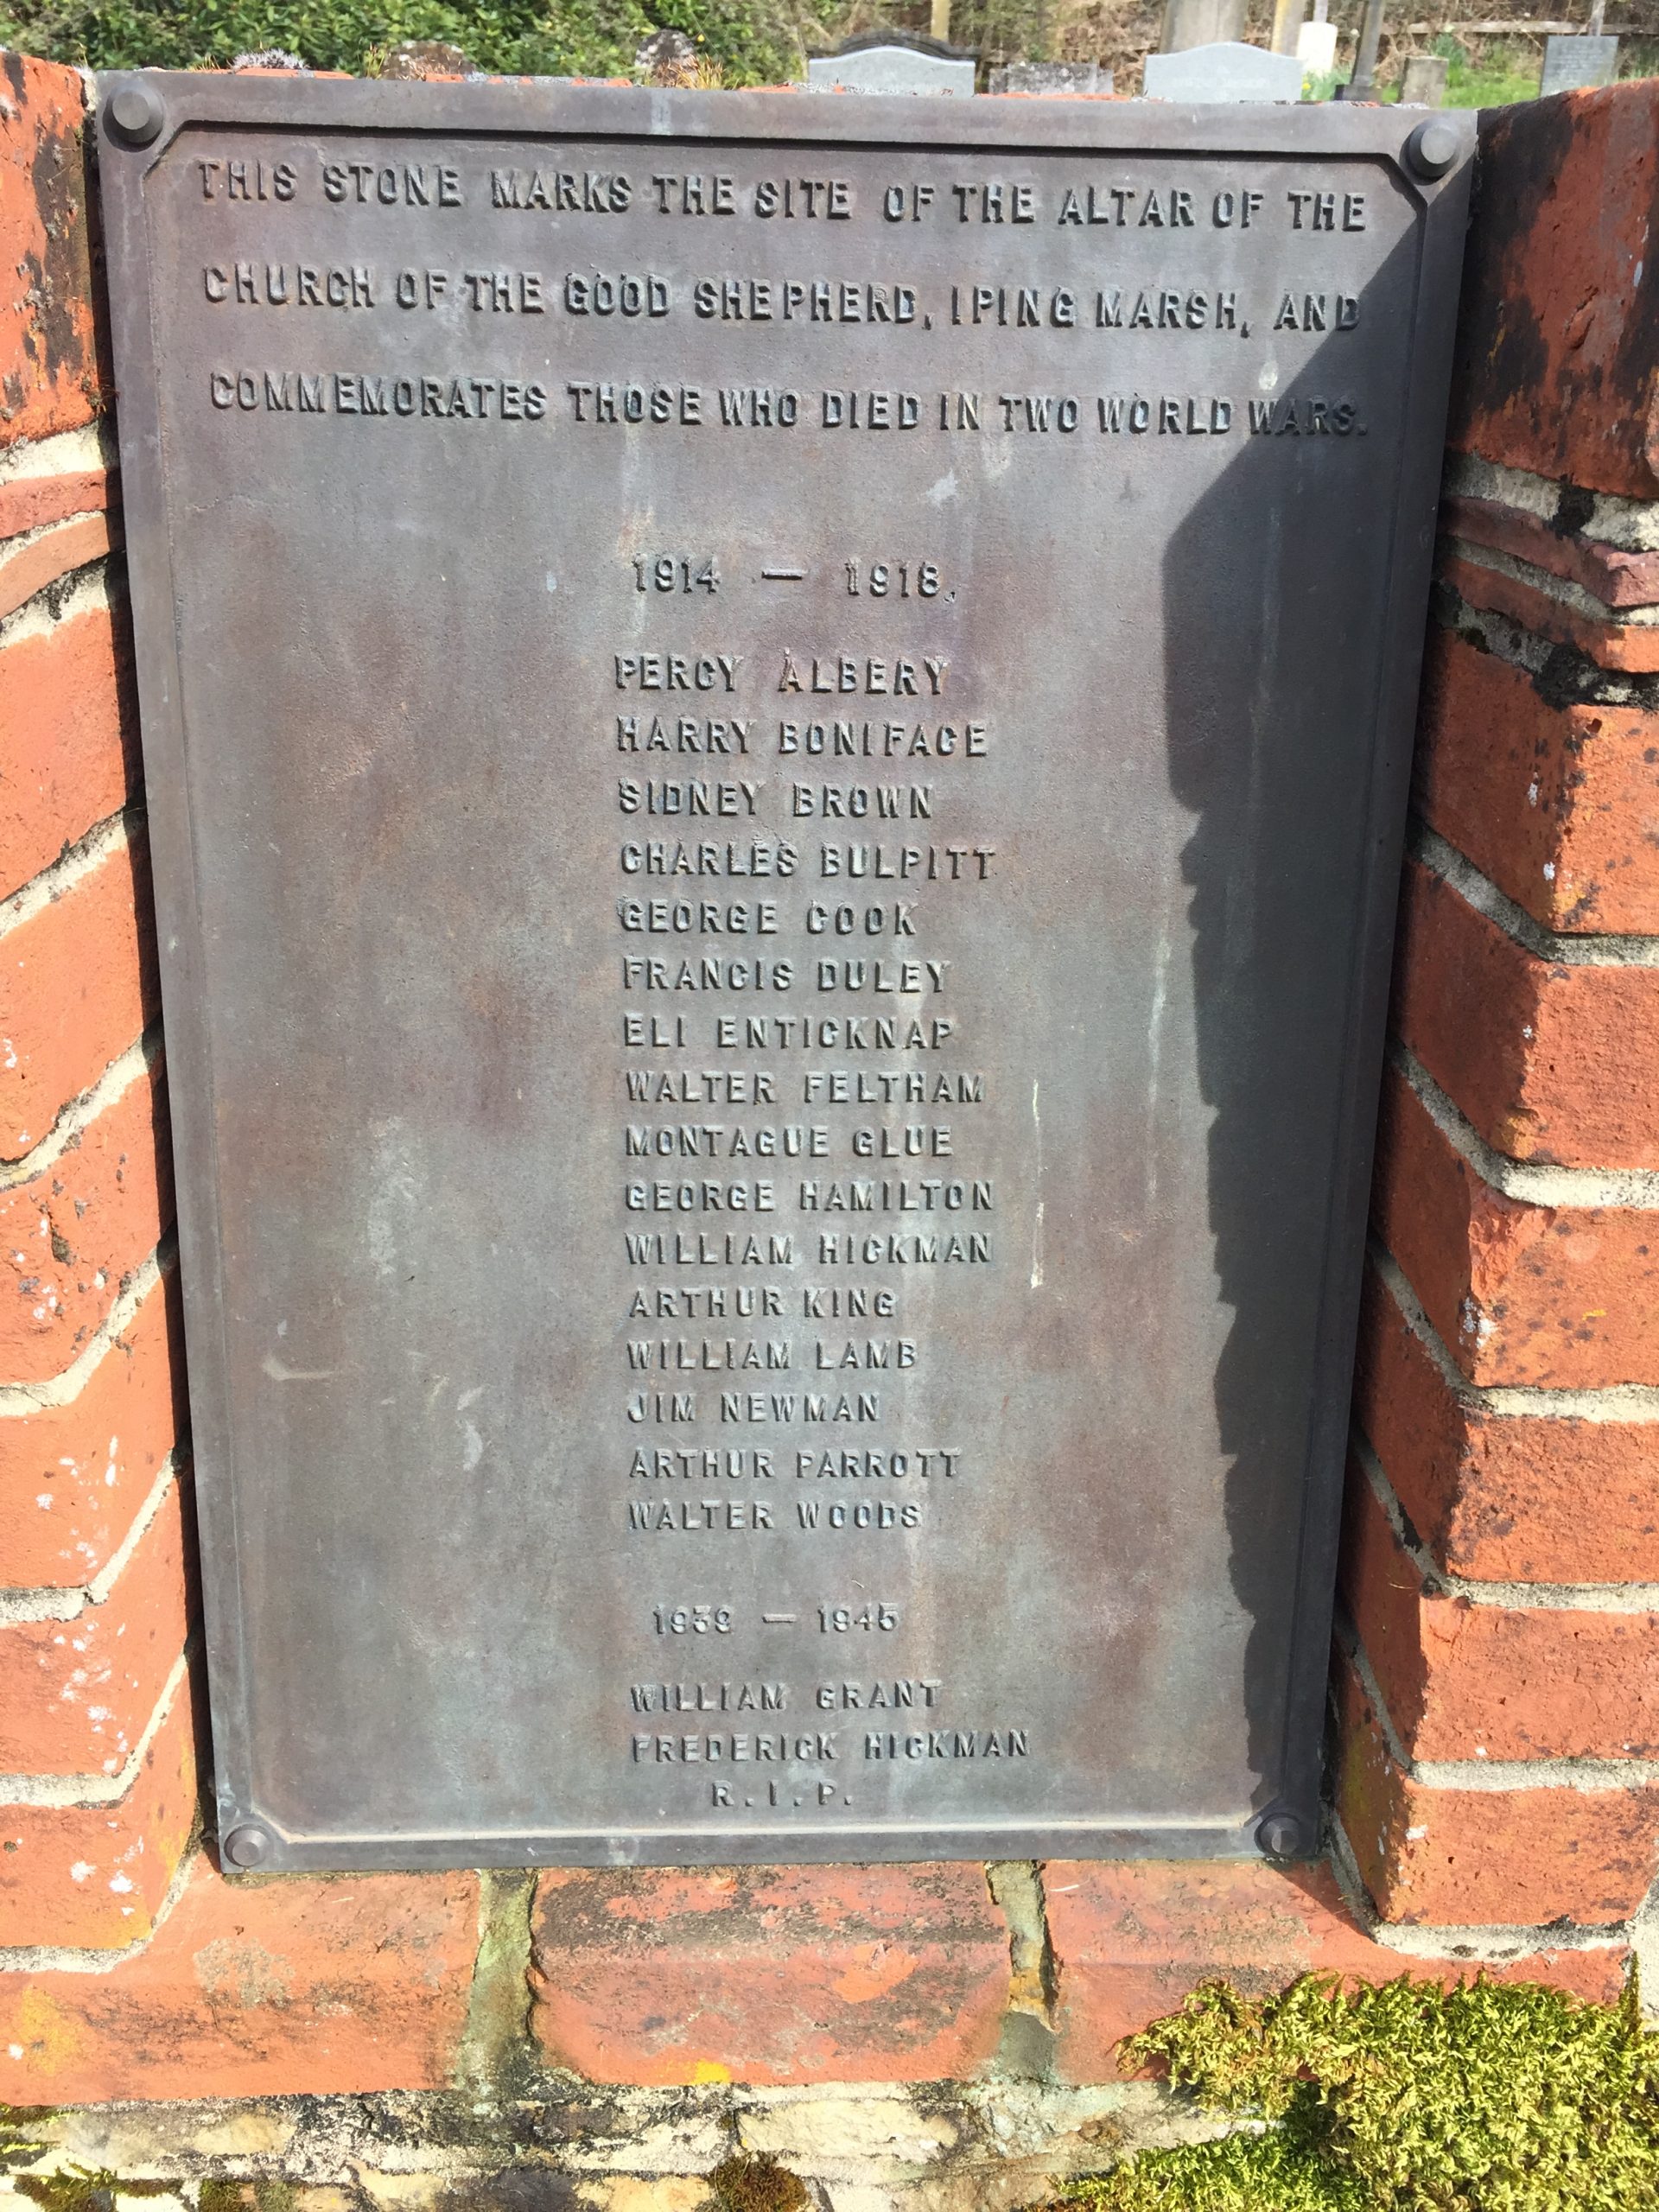 THIS STONE MARKS THE SITE OF THE ALTAR OF THE
CHURCH OF THE GOOD SHEPHERD, IPING MARSH, AND
COMMEMORATES THOSE WHO DIED IN TWO WORLD WARS.
1914 — 1918.
PERCY ALBERY
HARRY BONIFACE
SIDNEY BROWN
CHARLES BULPITT
GEORGE COOK
FRANCIS DULEY
ELI ENTICKNAP
WALTER FELTHAM
MONTAGUE GLUE
GEORGE HAMILTON
WILLIAM HICKMAN
ARTHUR KING
WILLIAM LAMB
JIM NEWMAN
ARTHUR PARROTT
WALTER WOODS
1939 — 1945
WILLIAM GRANT
FREDERICK HICKMAN
R.I.P.